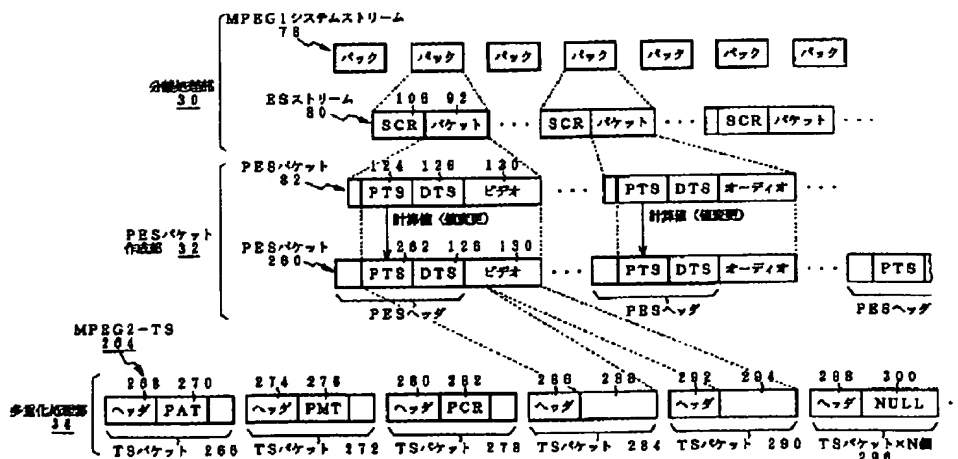 MPEG1システムストリーム
78
パック パック パック パック パック パック パック
分離処理部
30
ESストリーム
80
106 92
SCR パケット ・・・ SCR パケット ・・・ SCR パケット ・・・
PESパケット
82
124 126 130
PTS DTS ビデオ ・・・ PTS DTS オーディオ ・・・
計算値(値変更) 計算値(値変更)
PESパケット
作成部 32
PESパケット
260
262 126 130
PTS DTS ビデオ ・・・ PTS DTS オーディオ ・・・ PTS
PESヘッダ PESヘッダ PESヘッダ
MPEG2-TS
264
多重化処理部
34
268 270 274 276 280 282 286 288 292 294 298 300
ヘッダ PAT ヘッダ PMT ヘッダ PCR ヘッダ ヘッダ ヘッダ NULL
TSパケット 266 TSパケット 272 TSパケット 278 TSパケット 284 TSパケット 290 TSパケット×N個
296